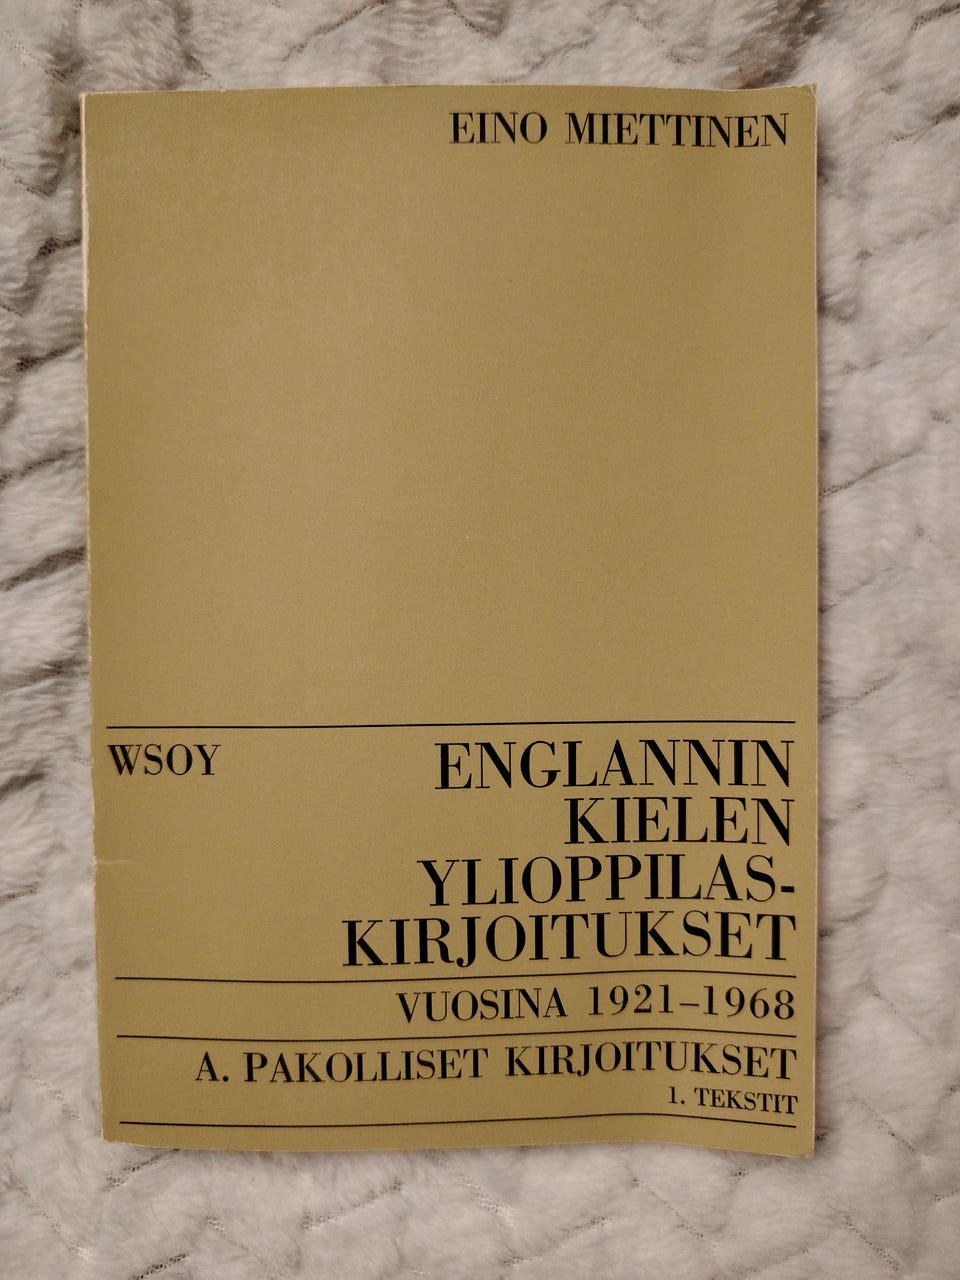 EINO MIETTINEN
WSOY
ENGLANNIN
KIELEN
YLIOPPILAS-
KIRJOITUKSET
VUOSINA 1921–1968
A. PAKOLLISET KIRJOITUKSET
1. TEKSTIT